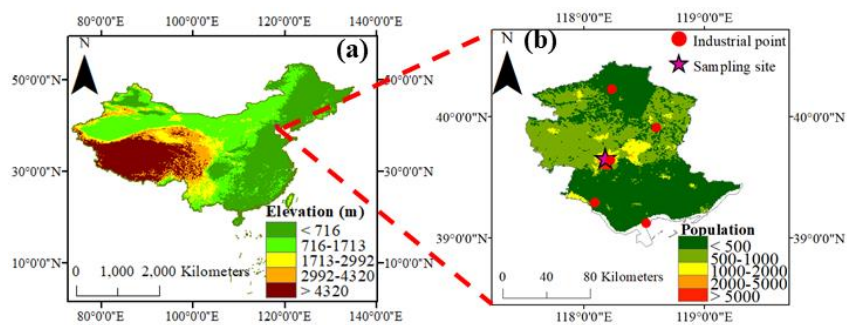 80°0'0"E 100°0'0"E 120°0'0"E 140°0'0"E
N
(a)
50°0'0"N
30°0'0"N
10°0'0"N
50°0'0"N
30°0'0"N
10°0'0"N
Elevation (m)
< 716
716-1713
1713-2992
2992-4320
> 4320
0 1,000 2,000 Kilometers
80°0'0"E 100°0'0"E 120°0'0"E 140°0'0"E
118°0'0"E 119°0'0"E
N
(b)
Industrial point
Sampling site
40°0'0"N
39°0'0"N
40°0'0"N
39°0'0"N
Population
< 500
500-1000
1000-2000
2000-5000
> 5000
0 40 80 Kilometers
118°0'0"E 119°0'0"E